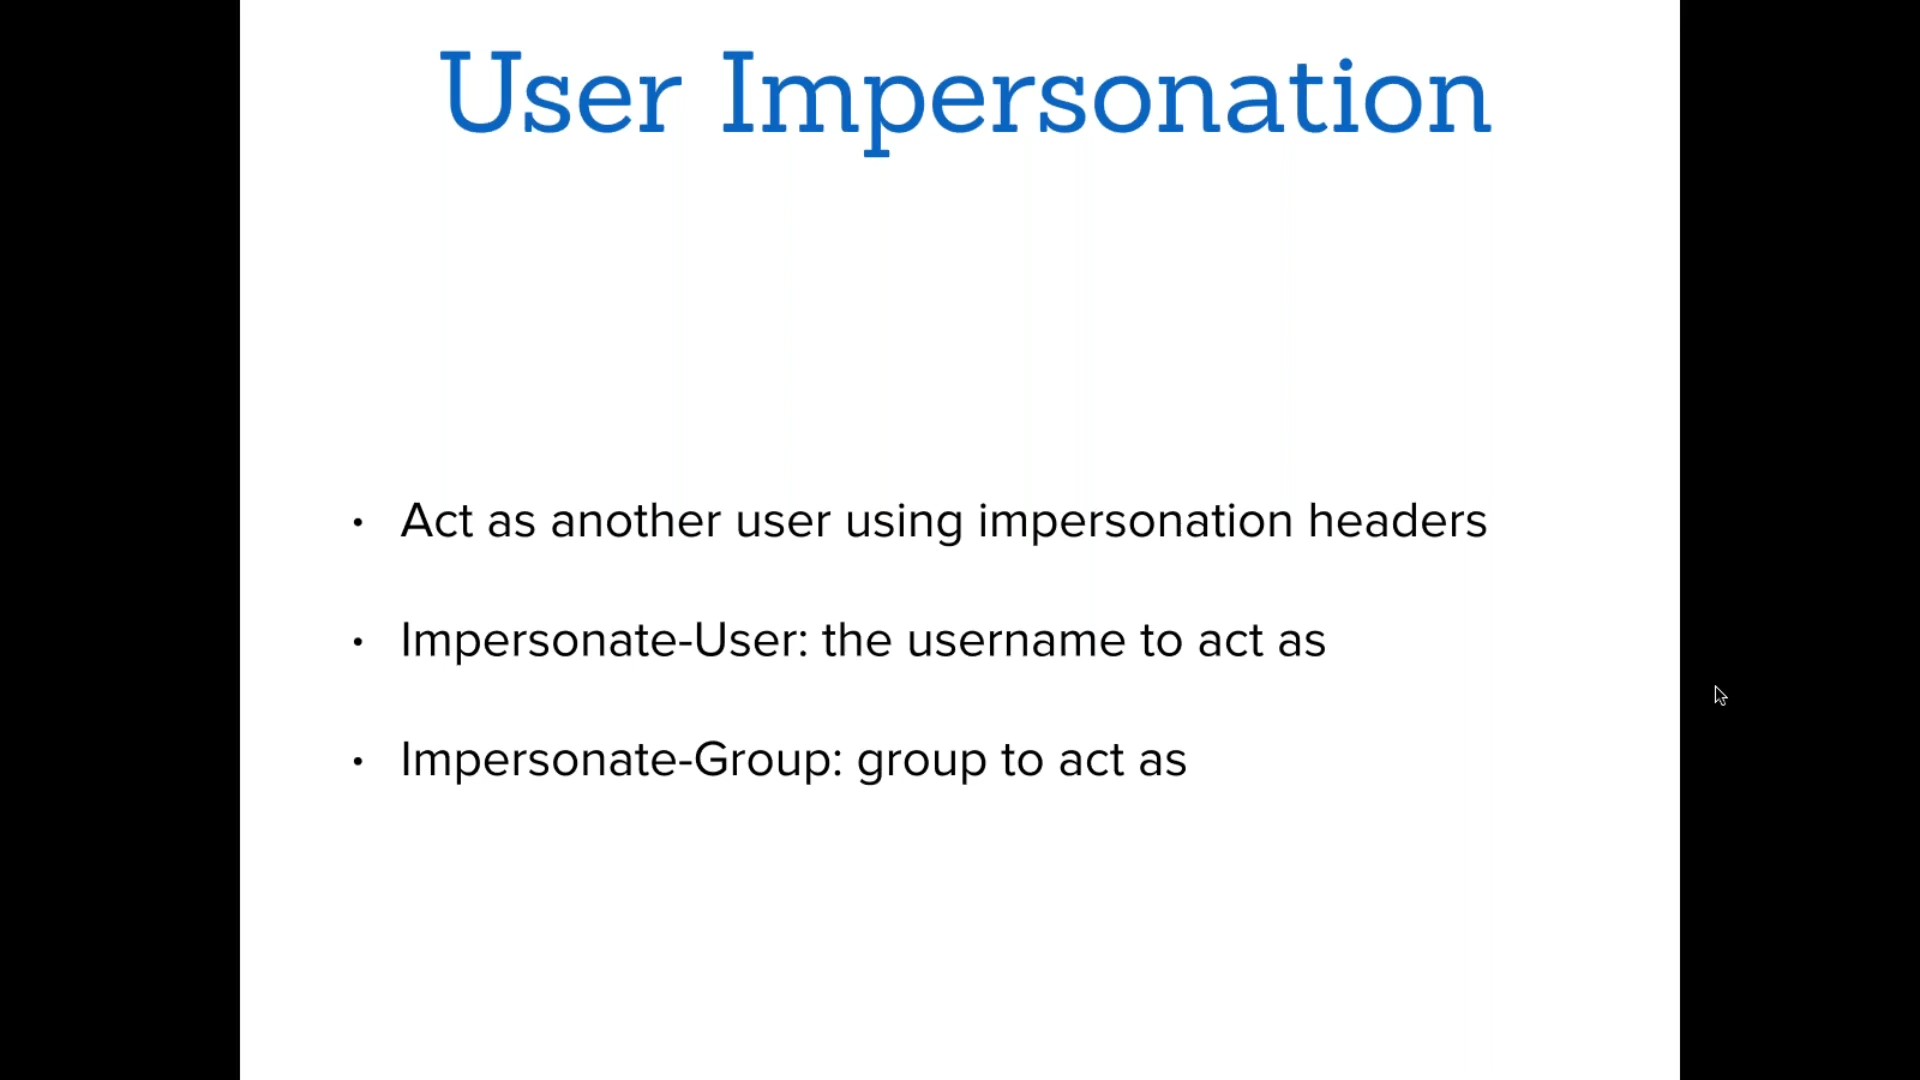 User Impersonation
• Act as another user using impersonation headers
• Impersonate-User: the username to act as
• Impersonate-Group: group to act as